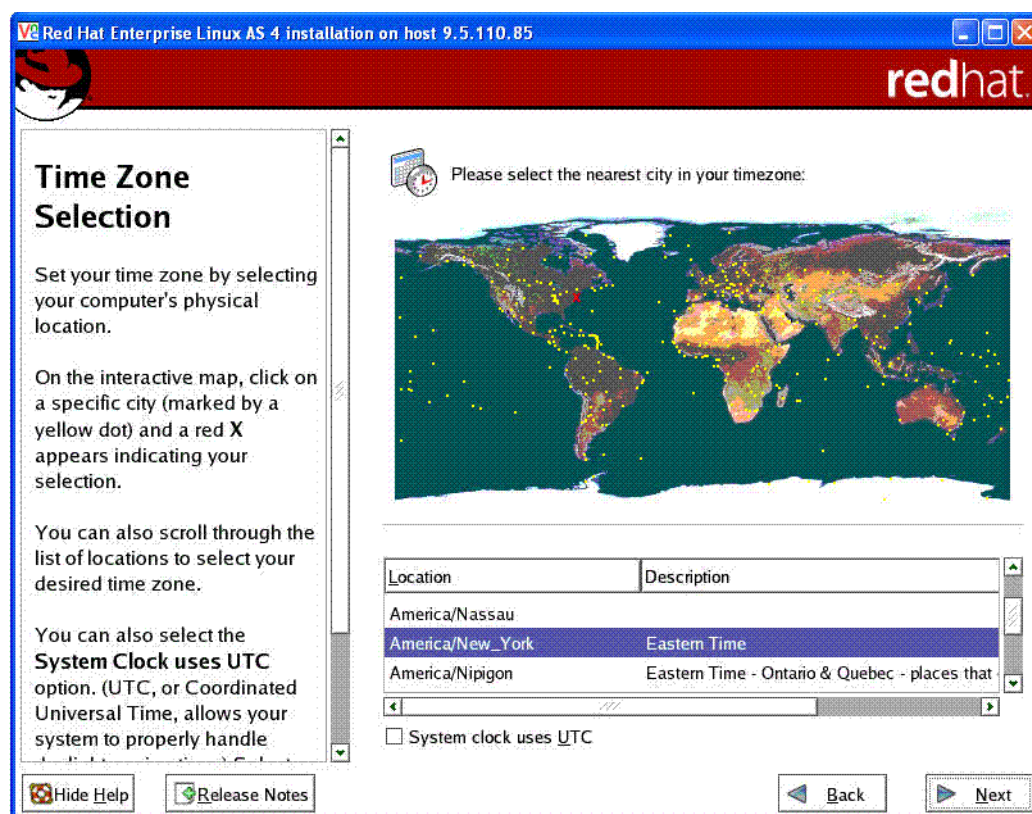 Red Hat Enterprise Linux AS 4 installation on host 9.5.110.85
redhat.
Time Zone
Selection
Set your time zone by selecting
your computer's physical
location.
On the interactive map, click on
a specific city (marked by a
yellow dot) and a red X
appears indicating your
selection.
You can also scroll through the
list of locations to select your
desired time zone.
You can also select the
System Clock uses UTC
option. (UTC, or Coordinated
Universal Time, allows your
system to properly handle
Please select the nearest city in your timezone:
Location Description
America/Nassau
America/New_York Eastern Time
America/Nipigon Eastern Time - Ontario & Quebec - places that
System clock uses UTC
Hide Help
Release Notes
Back
Next